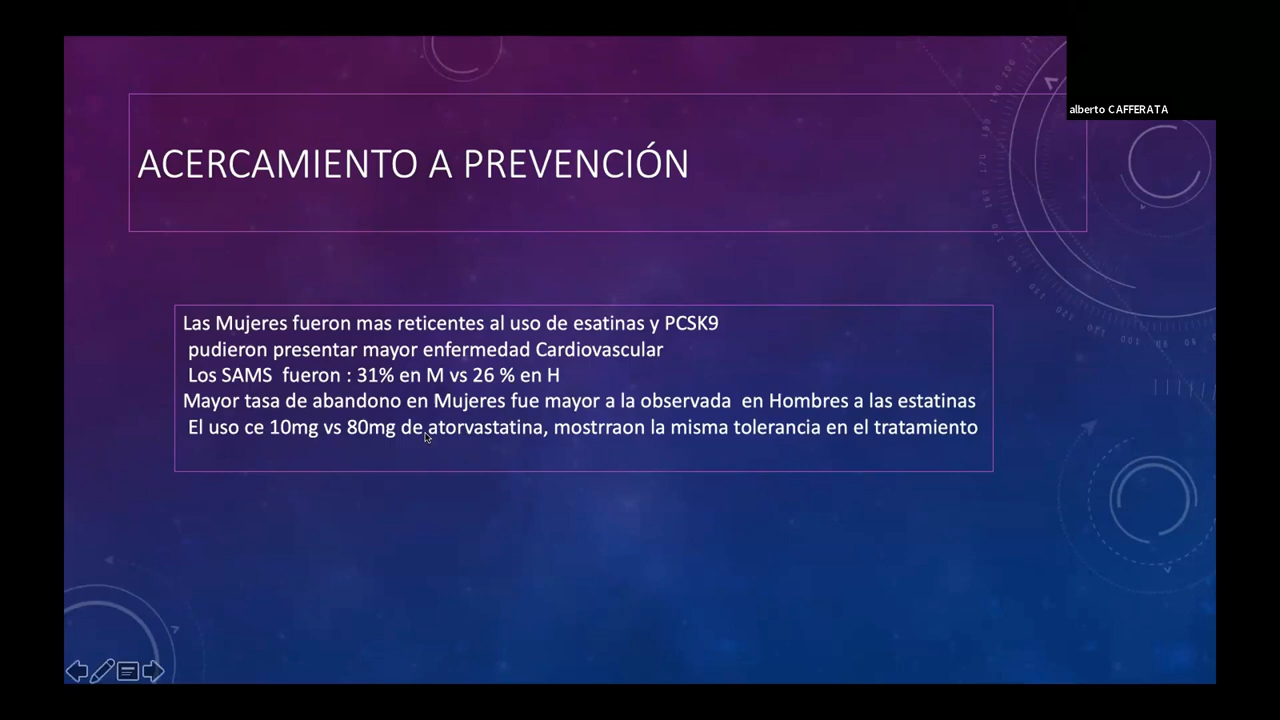 alberto CAFFERATA
ACERCAMIENTO A PREVENCIÓN
Las Mujeres fueron mas reticentes al uso de esatinas y PCSK9
pudieron presentar mayor enfermedad Cardiovascular
Los SAMS fueron : 31% en M vs 26 % en H
Mayor tasa de abandono en Mujeres fue mayor a la observada en Hombres a las estatinas
El uso ce 10mg vs 80mg de atorvastatina, mostrraon la misma tolerancia en el tratamiento